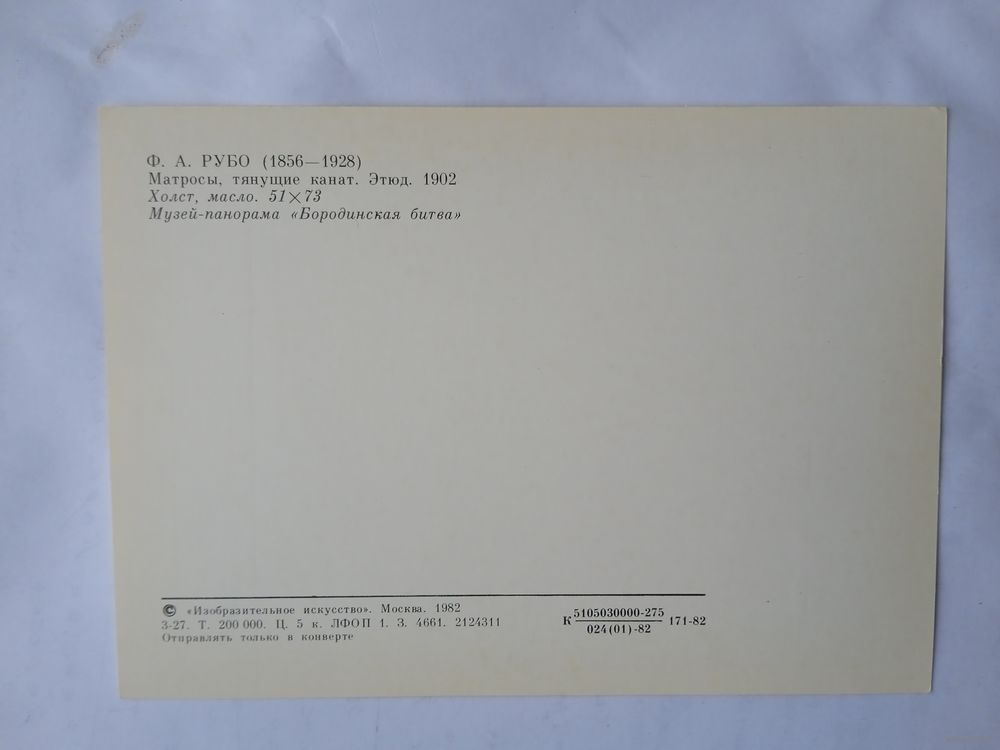 Ф. А. РУБО (1856—1928)
Матросы, тянущие канат. Этюд. 1902
Холст, масло. 51×73
Музей-панорама «Бородинская битва»
© «Изобразительное искусство». Москва. 1982
3-27. Т. 200 000. Ц. 5 к. ЛФОП 1. З. 4661. 2124311
Отправлять только в конверте
К 5105030000-275
024(01)-82
171-82